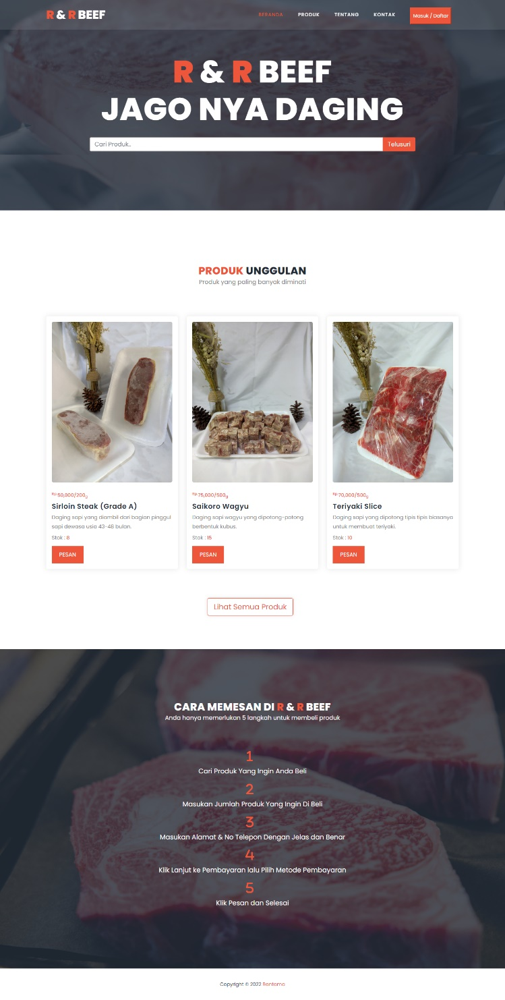 R & R BEEF
BERANDA
PRODUK
TENTANG
KONTAK
Masuk / Daftar
R & R BEEF
JAGO NYA DAGING
Cari Produk..
Telusuri
PRODUK UNGGULAN
Produk yang paling banyak diminati
Rp.50,000/200g
Sirloin Steak (Grade A)
Daging sapi yang diambil dari bagian pinggul
sapi dewasa usia 43-48 bulan.
Stok : 8
PESAN
Rp.75,000/500g
Saikoro Wagyu
Daging sapi wagyu yang dipotong-potong
berbentuk kubus.
Stok : 15
PESAN
Rp.70,000/500g
Teriyaki Slice
Daging sapi yang dipotong tipis tipis biasanya
untuk membuat teriyaki.
Stok : 10
PESAN
Lihat Semua Produk
CARA MEMESAN DI R & R BEEF
Anda hanya memerlukan 5 langkah untuk membeli produk
1
Cari Produk Yang Ingin Anda Beli
2
Masukan Jumlah Produk Yang Ingin Di Beli
3
Masukan Alamat & No Telepon Dengan Jelas dan Benar
4
Klik Lanjut ke Pembayaran lalu Pilih Metode Pembayaran
5
Klik Pesan dan Selesai
Copyright © 2022 Rantomo